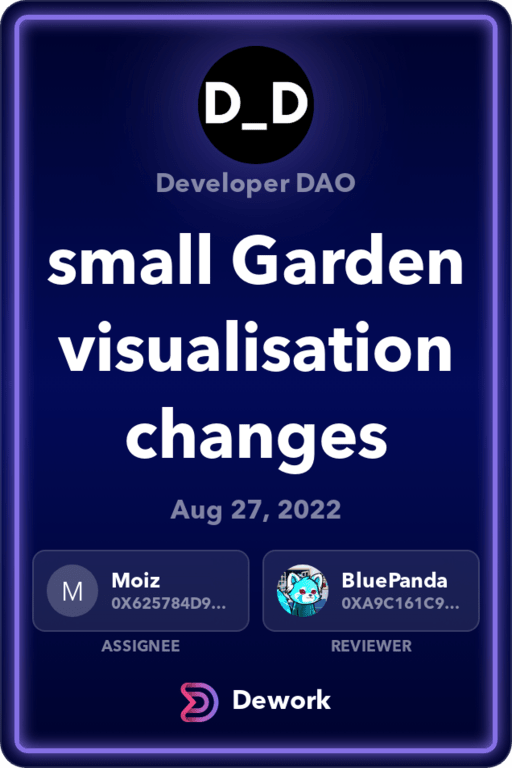 D_D
Developer DAO
small Garden
visualisation
changes
Aug 27, 2022
M
Moiz
0X625784D9...
ASSIGNEE
BluePanda
0XA9C161C9...
REVIEWER
Dework